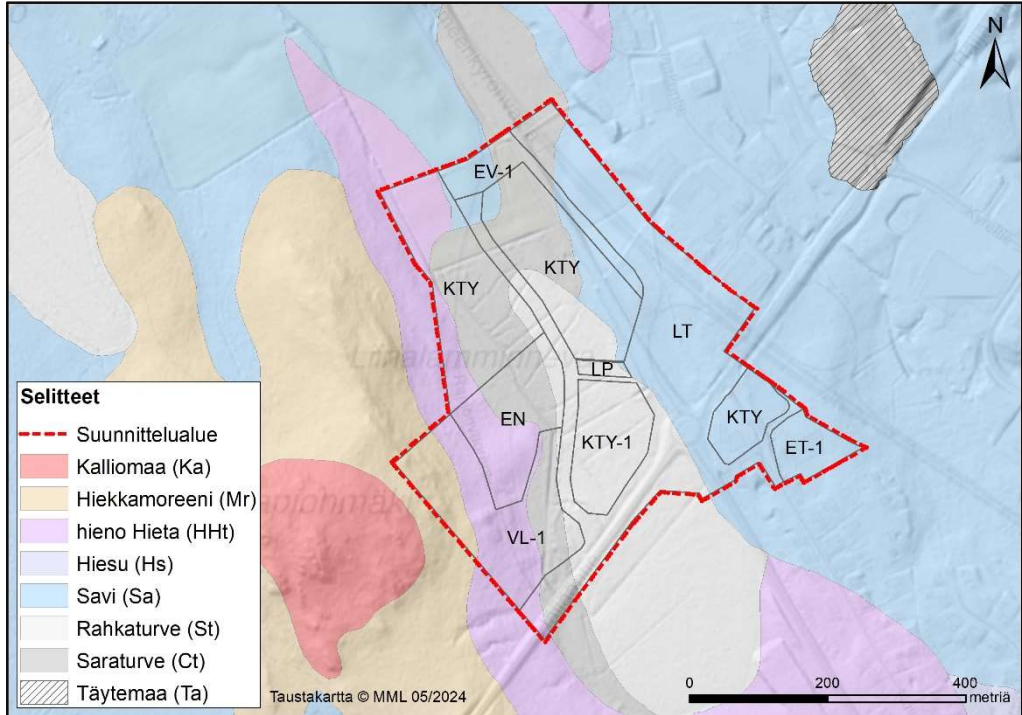 N
EV-1
KTY
KTY
LT
LP
KTY
EN
KTY-1
ET-1
VL-1
Selitteet
Suunnittelualue
Kalliomaa (Ka)
Hiekkamoreeni (Mr)
hieno Hieta (HHt)
Hiesu (Hs)
Savi (Sa)
Rahkaturve (St)
Saraturve (Ct)
Täytemaa (Ta)
Taustakartta © MML 05/2024
0 200 400
metriä